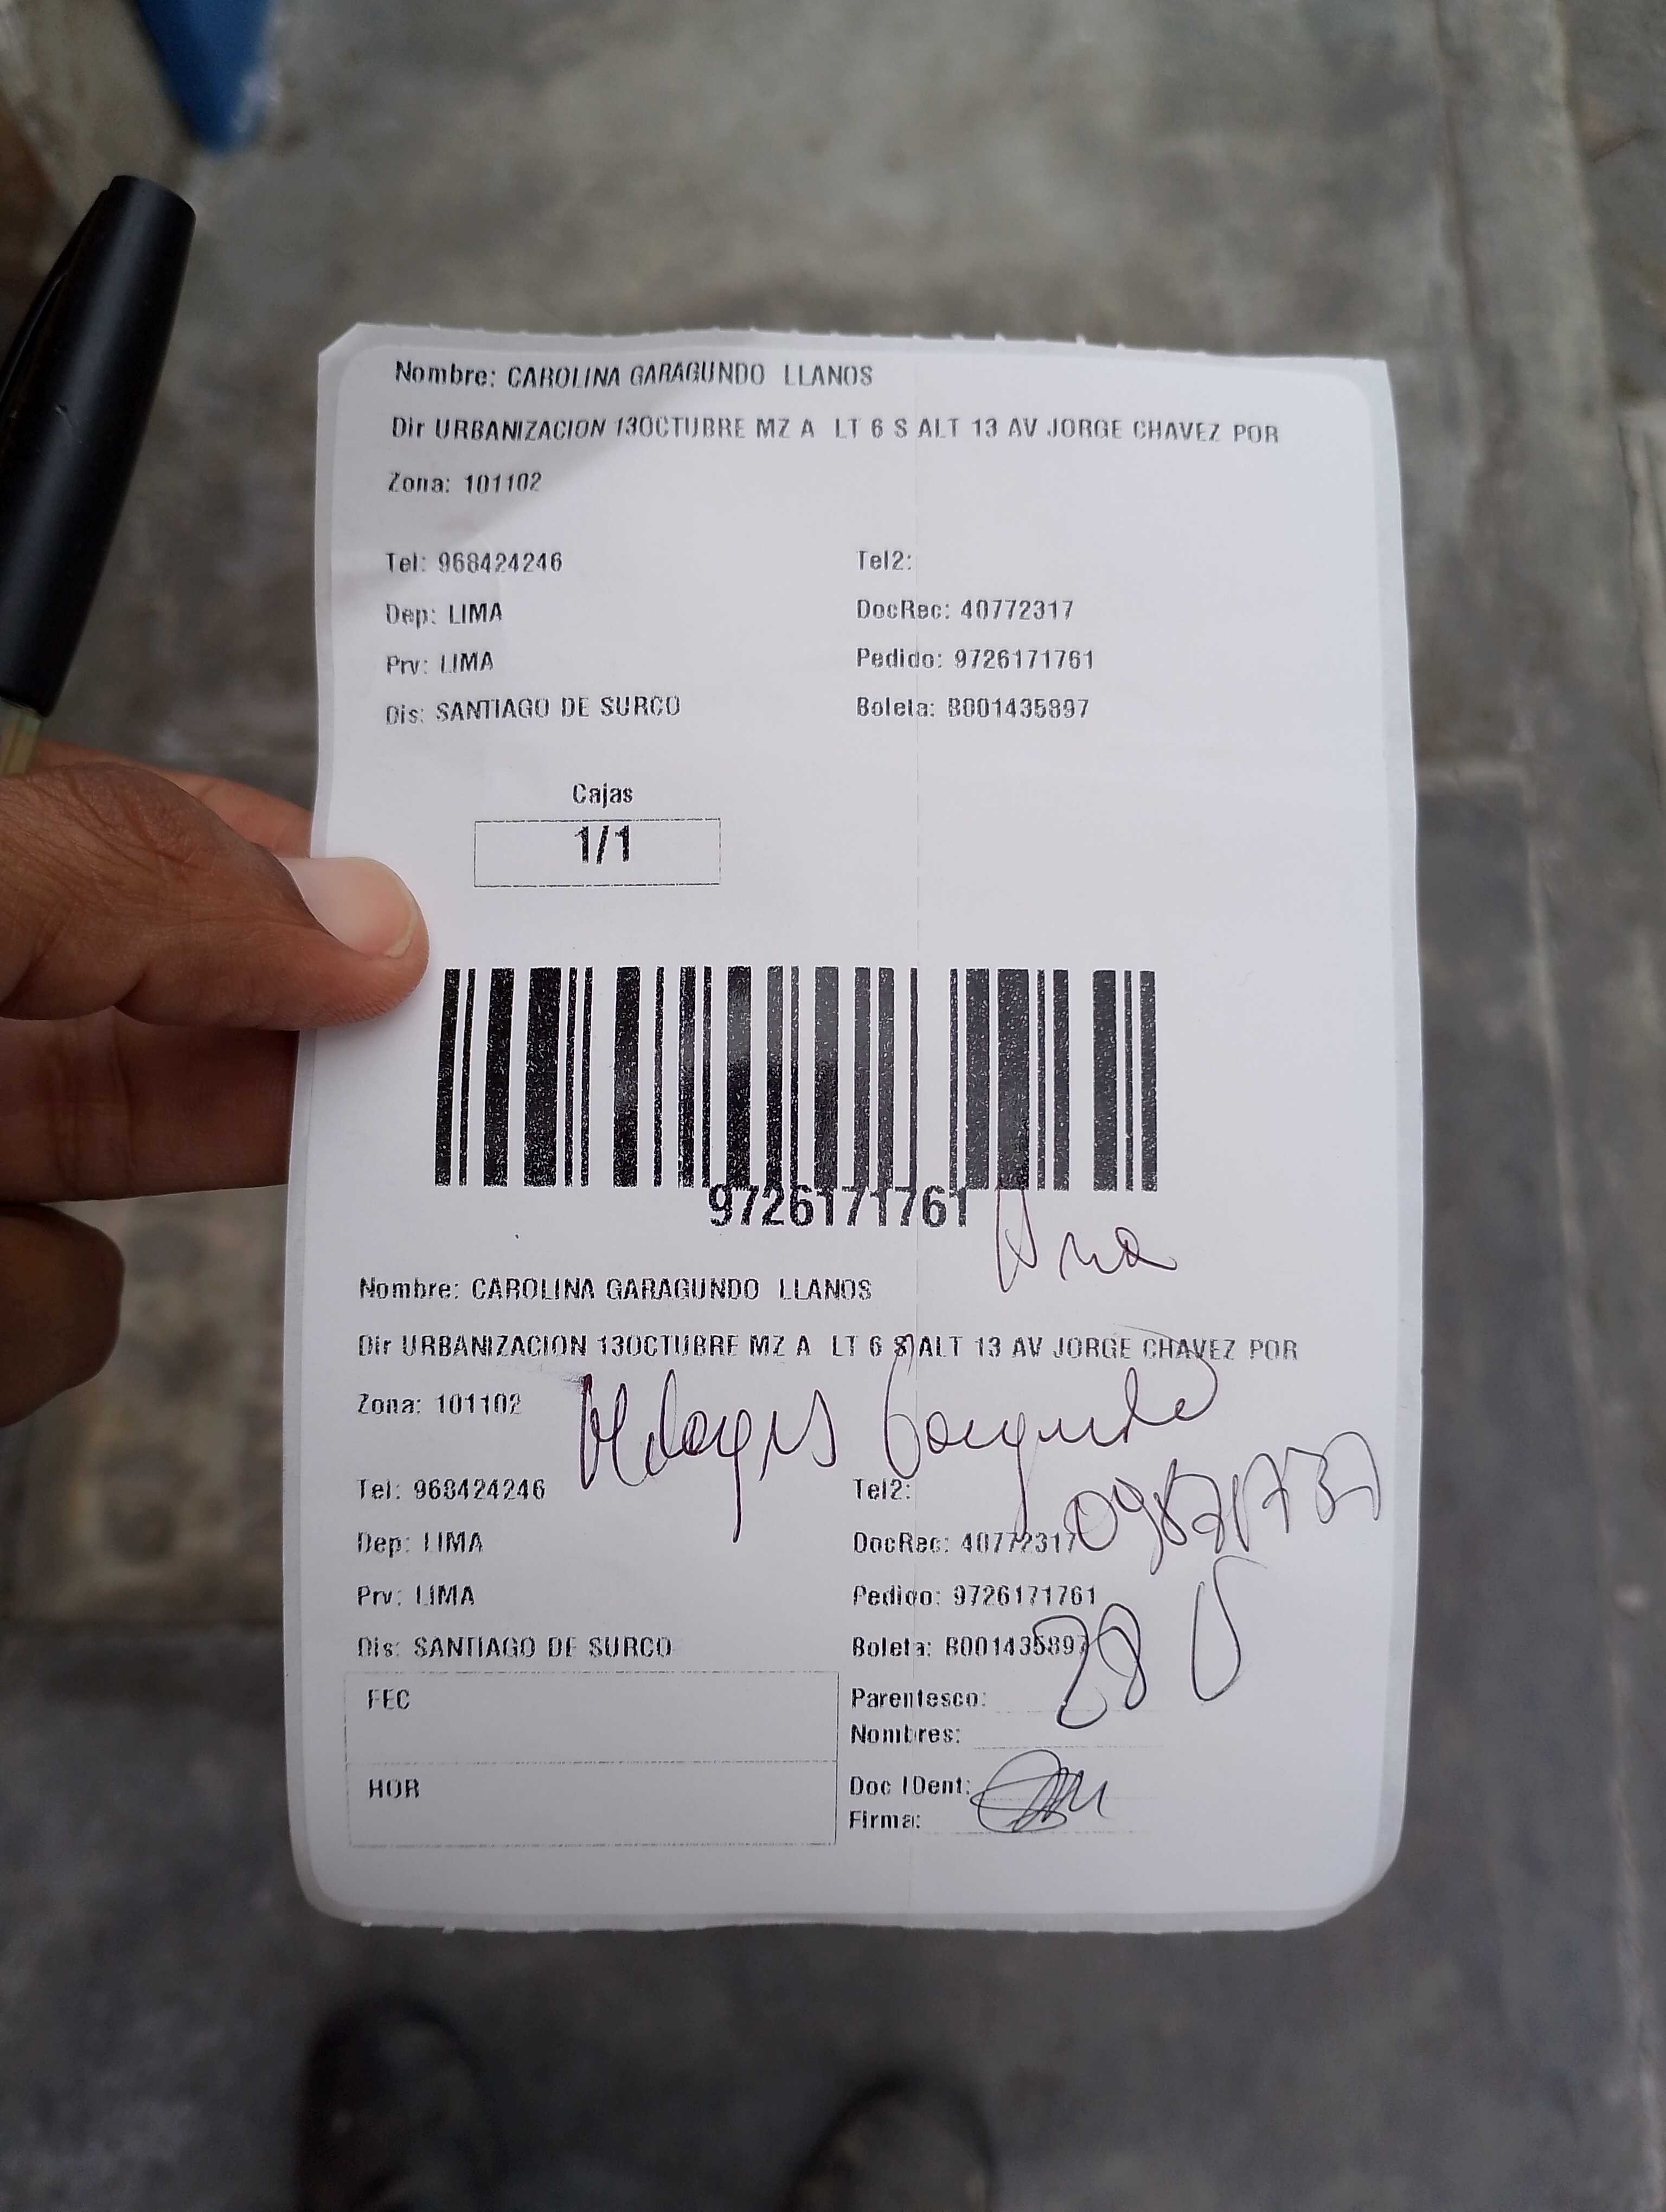 Nombre: CAROLINA GARAGUNDO LLANOS
Dir URBANIZACION 13OCTUBRE MZ A LT 6 S ALT 13 AV JORGE CHAVEZ POR
Zona: 101102
Tel: 968424246 Tel2:
Dep: LIMA DocRec: 40772317
Prv: LIMA Pedido: 9726171761
Dis: SANTIAGO DE SURCO Boleta: B001435897
Cajas
1/1
9726171761
Ana
Nombre: CAROLINA GARAGUNDO LLANOS
Dir URBANIZACION 13OCTUBRE MZ A LT 6 S ALT 13 AV JORGE CHAVEZ POR
Zona: 101102
Tel: 968424246 Tel2:
Dep: LIMA DocRec: 40772317
Prv: LIMA Pedido: 9726171761
28
Dis: SANTIAGO DE SURCO Boleta: B001435897
FEC Parentesco:
Nombres:
HOR Doc IDent:
Firma: